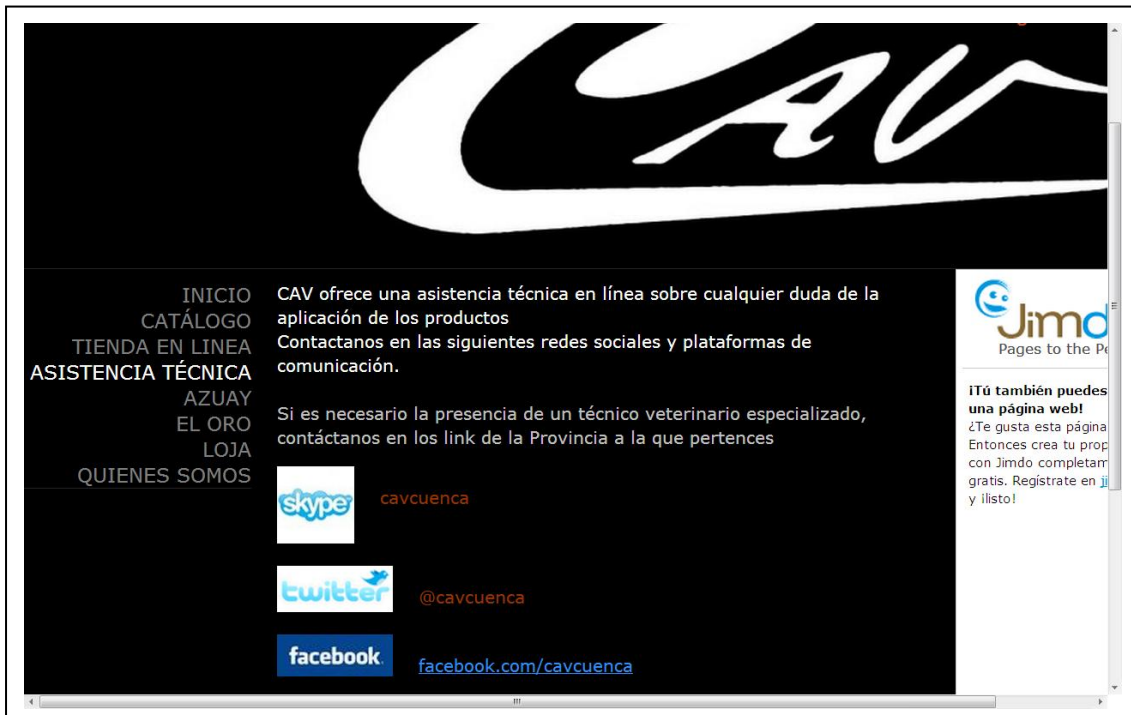 CAV
INICIO
CATÁLOGO
TIENDA EN LINEA
ASISTENCIA TÉCNICA
AZUAY
EL ORO
LOJA
QUIENES SOMOS
CAV ofrece una asistencia técnica en línea sobre cualquier duda de la
aplicación de los productos
Contactanos en las siguientes redes sociales y plataformas de
comunicación.
Si es necesario la presencia de un técnico veterinario especializado,
contáctanos en los link de la Provincia a la que pertences
skype
cavcuenca
twitter
@cavcuenca
facebook
facebook.com/cavcuenca
Jimd
Pages to the Pe
¡Tú también puedes
una página web!
¿Te gusta esta página
Entonces crea tu prop
con Jimdo completam
gratis. Regístrate en ji
y ¡listo!